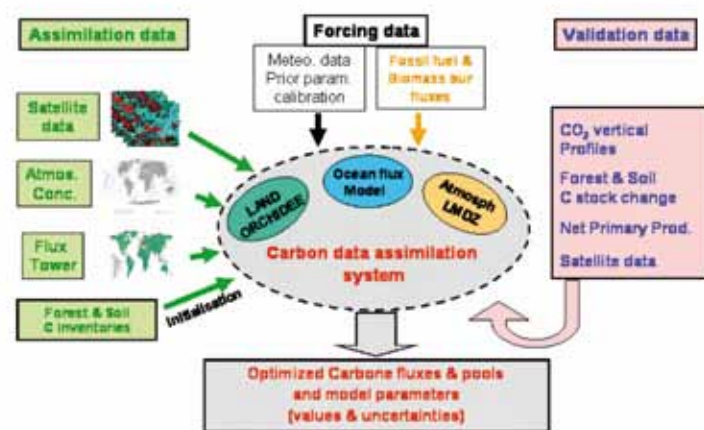 Assimilation data
Forcing data
Validation data
Meteo. data
Prior param.
calibration
Fossil fuel &
Biomass bur
fluxes
Satellite
data
Atmos.
Conc.
Flux
Tower
Forest & Soil
C inventories
Initialisation
LAND
ORCHIDEE
Ocean flux
Model
Atmosph
LMDZ
Carbon data assimilation
system
CO₂ vertical
Profiles
Forest & Soil
C stock change
Net Primary Prod.
Satellite data
Optimized Carbone fluxes & pools
and model parameters
(values & uncertainties)